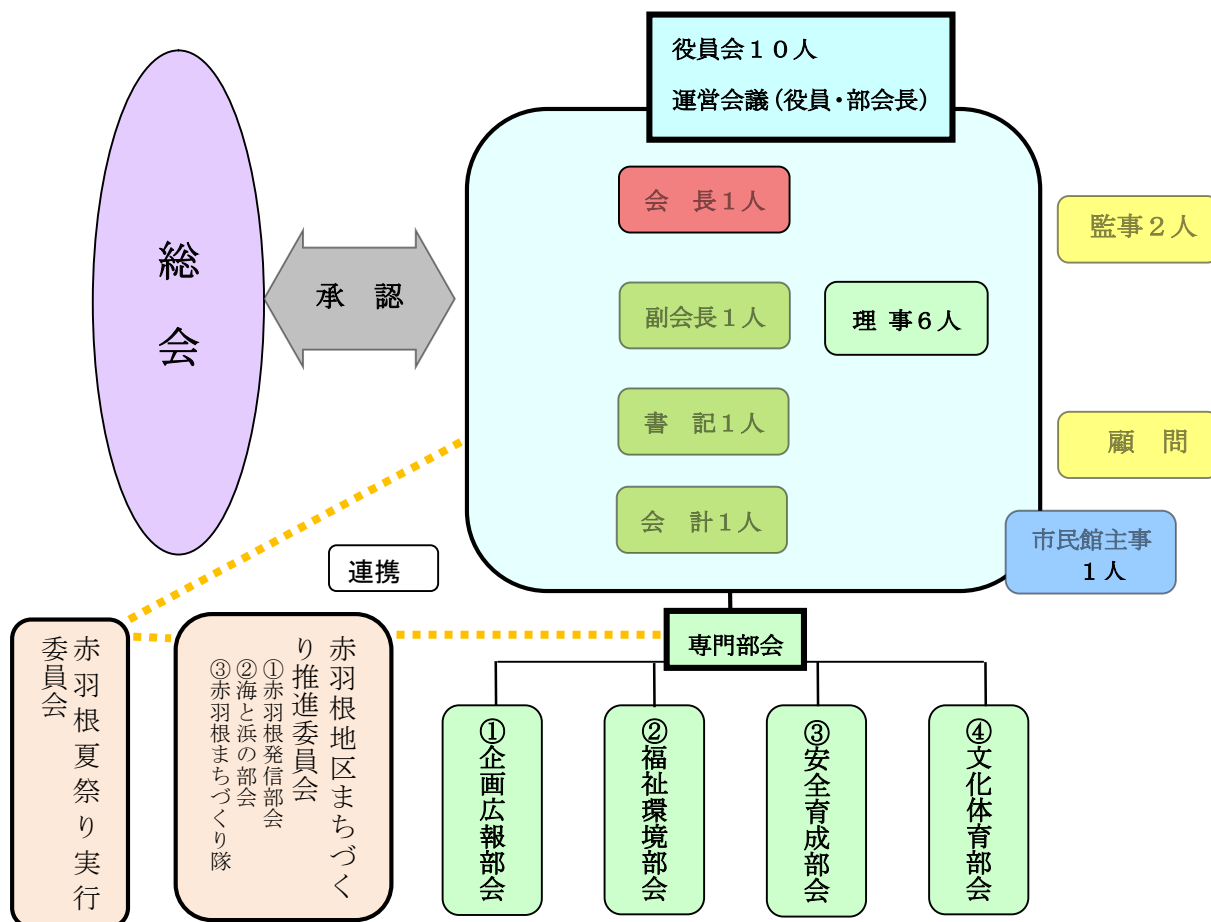 役員会１０人
運営会議（役員・部会長）
総会
承　認
会　長１人
副会長１人
理 事６人
書　記１人
会　計１人
監事２人
顧　問
市民館主事
１人
連携
専門部会
赤羽根夏祭り実行
委員会
赤羽根地区まちづく
り推進委員会
①赤羽根発信部会
②海と浜の部会
③赤羽根まちづくり隊
①企画広報部会
②福祉環境部会
③安全育成部会
④文化体育部会